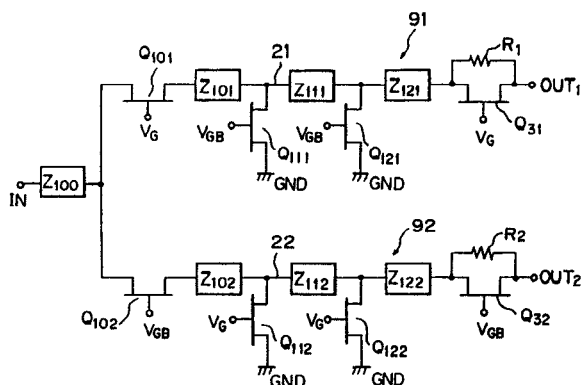 91
21
R1
Q101
Z101
Z111
Z121
OUT1
VG
VGB
Q111
VGB
Q121
VG
Q31
GND
GND
IN
Z100
92
22
R2
Z102
Z112
Z122
OUT2
Q102
VGB
VG
Q112
VG
Q122
VGB
Q32
GND
GND